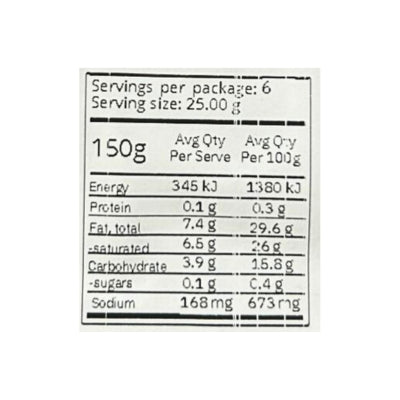 Servings per package: 6
Serving size: 25.00 g
150g Avg Qty Per Serve Avg Qty Per 100g
Energy 345 kJ 1380 kJ
Protein 0.1 g 0.3 g
Fat, total 7.4 g 29.6 g
-saturated 6.5 g 26 g
Carbohydrate 3.9 g 15.8 g
-sugars 0.1 g 0.4 g
Sodium 168 mg 673 mg